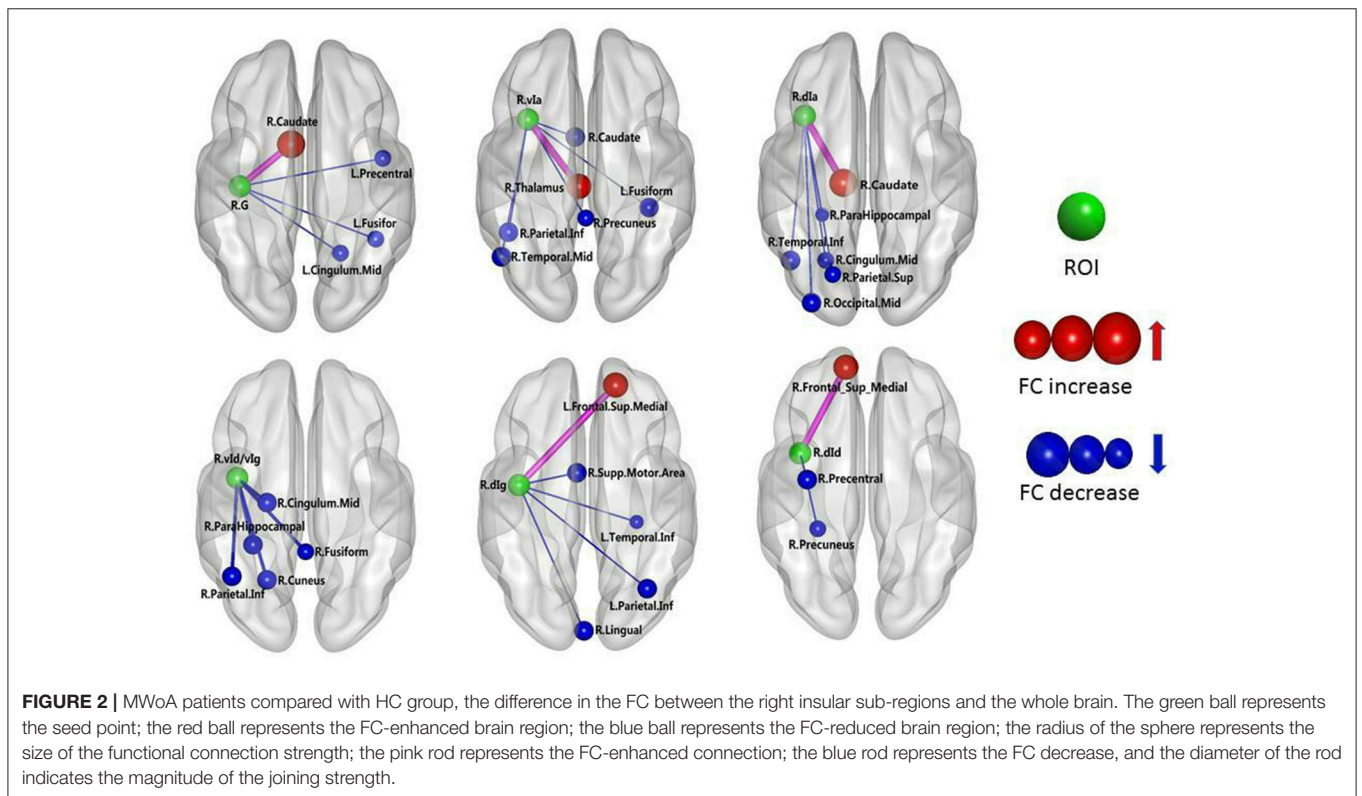 R.Caudate
L.Precentral
R.G
L.Fusifor
L.Cingulum.Mid
R.vIa
R.Caudate
R.Thalamus
L.Fusiform
R.Precuneus
R.Parietal.Inf
R.Temporal.Mid
R.dIa
R.Caudate
R.ParaHippocampal
R.Temporal.Inf
R.Cingulum.Mid
R.Parietal.Sup
R.Occipital.Mid
ROI
FC increase
FC decrease
R.vId/vIg
R.Cingulum.Mid
R.ParaHippocampal
R.Fusiform
R.Cuneus
R.Parietal.Inf
L.Frontal.Sup.Medial
R.Supp.Motor.Area
R.dIg
L.Temporal.Inf
L.Parietal.Inf
R.Lingual
R.Frontal_Sup_Medial
R.dId
R.Precentral
R.Precuneus
FIGURE 2 | MWoA patients compared with HC group, the difference in the FC between the right insular sub-regions and the whole brain. The green ball represents
the seed point; the red ball represents the FC-enhanced brain region; the blue ball represents the FC-reduced brain region; the radius of the sphere represents the
size of the functional connection strength; the pink rod represents the FC-enhanced connection; the blue rod represents the FC decrease, and the diameter of the rod
indicates the magnitude of the joining strength.